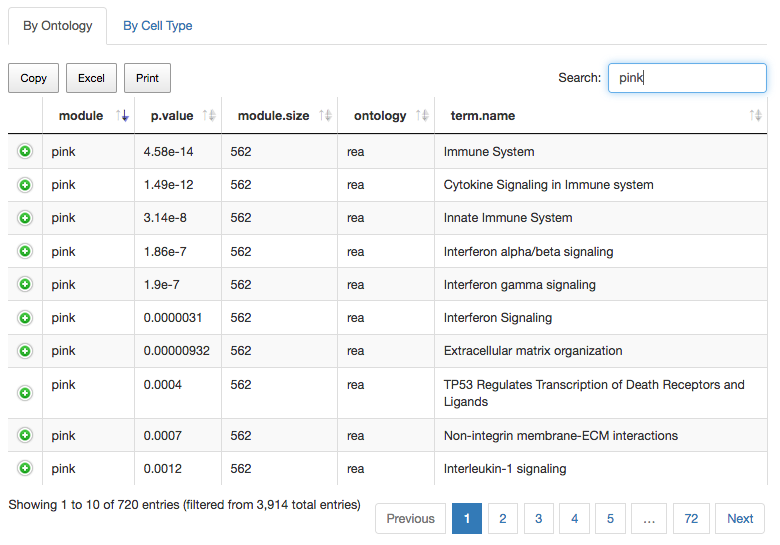 By Ontology By Cell Type
Copy Excel Print Search: pink
module p.value module.size ontology term.name
pink 4.58e-14 562 rea Immune System
pink 1.49e-12 562 rea Cytokine Signaling in Immune system
pink 3.14e-8 562 rea Innate Immune System
pink 1.86e-7 562 rea Interferon alpha/beta signaling
pink 1.9e-7 562 rea Interferon gamma signaling
pink 0.0000031 562 rea Interferon Signaling
pink 0.00000932 562 rea Extracellular matrix organization
pink 0.0004 562 rea TP53 Regulates Transcription of Death Receptors and
Ligands
pink 0.0007 562 rea Non-integrin membrane-ECM interactions
pink 0.0012 562 rea Interleukin-1 signaling
Showing 1 to 10 of 720 entries (filtered from 3,914 total entries)
Previous 1 2 3 4 5 … 72 Next